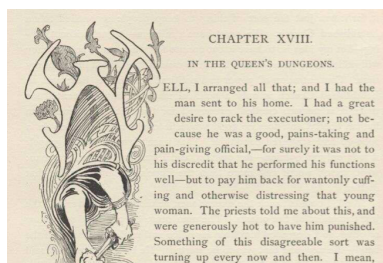 CHAPTER XVIII.
IN THE QUEEN'S DUNGEONS.
WELL, I arranged all that; and I had the
man sent to his home. I had a great
desire to rack the executioner; not be-
cause he was a good, pains-taking and
pain-giving official,—for surely it was not to
his discredit that he performed his functions
well—but to pay him back for wantonly cuff-
ing and otherwise distressing that young
woman. The priests told me about this, and
were generously hot to have him punished.
Something of this disagreeable sort was
turning up every now and then. I mean,